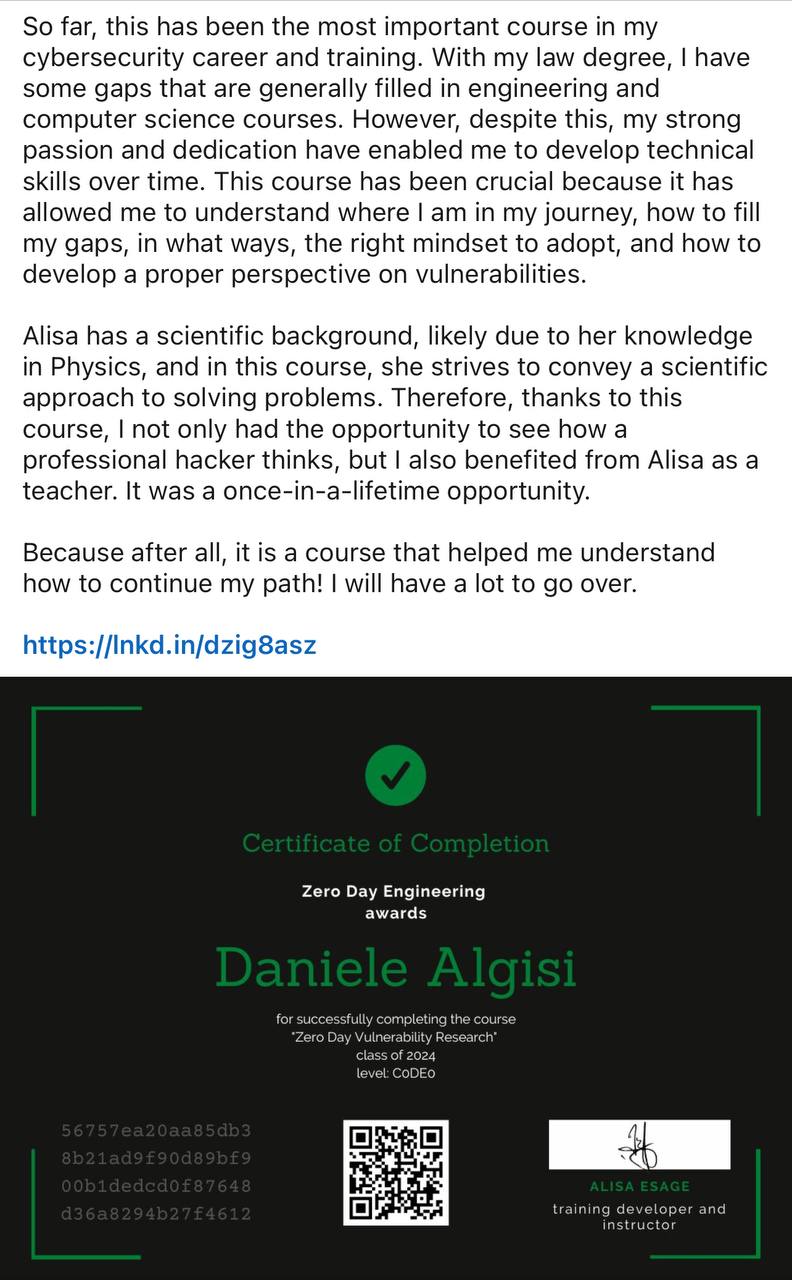 So far, this has been the most important course in my
cybersecurity career and training. With my law degree, I have
some gaps that are generally filled in engineering and
computer science courses. However, despite this, my strong
passion and dedication have enabled me to develop technical
skills over time. This course has been crucial because it has
allowed me to understand where I am in my journey, how to fill
my gaps, in what ways, the right mindset to adopt, and how to
develop a proper perspective on vulnerabilities.
Alisa has a scientific background, likely due to her knowledge
in Physics, and in this course, she strives to convey a scientific
approach to solving problems. Therefore, thanks to this
course, I not only had the opportunity to see how a
professional hacker thinks, but I also benefited from Alisa as a
teacher. It was a once-in-a-lifetime opportunity.
Because after all, it is a course that helped me understand
how to continue my path! I will have a lot to go over.
https://lnkd.in/dzig8asz
Certificate of Completion
Zero Day Engineering
awards
Daniele Algisi
for successfully completing the course
"Zero Day Vulnerability Research"
class of 2024
level: C0DE0
56757ea20aa85db3
8b21ad9f90d89bf9
00b1dedcd0f87648
d36a8294b27f4612
ALISA ESAGE
training developer and
instructor